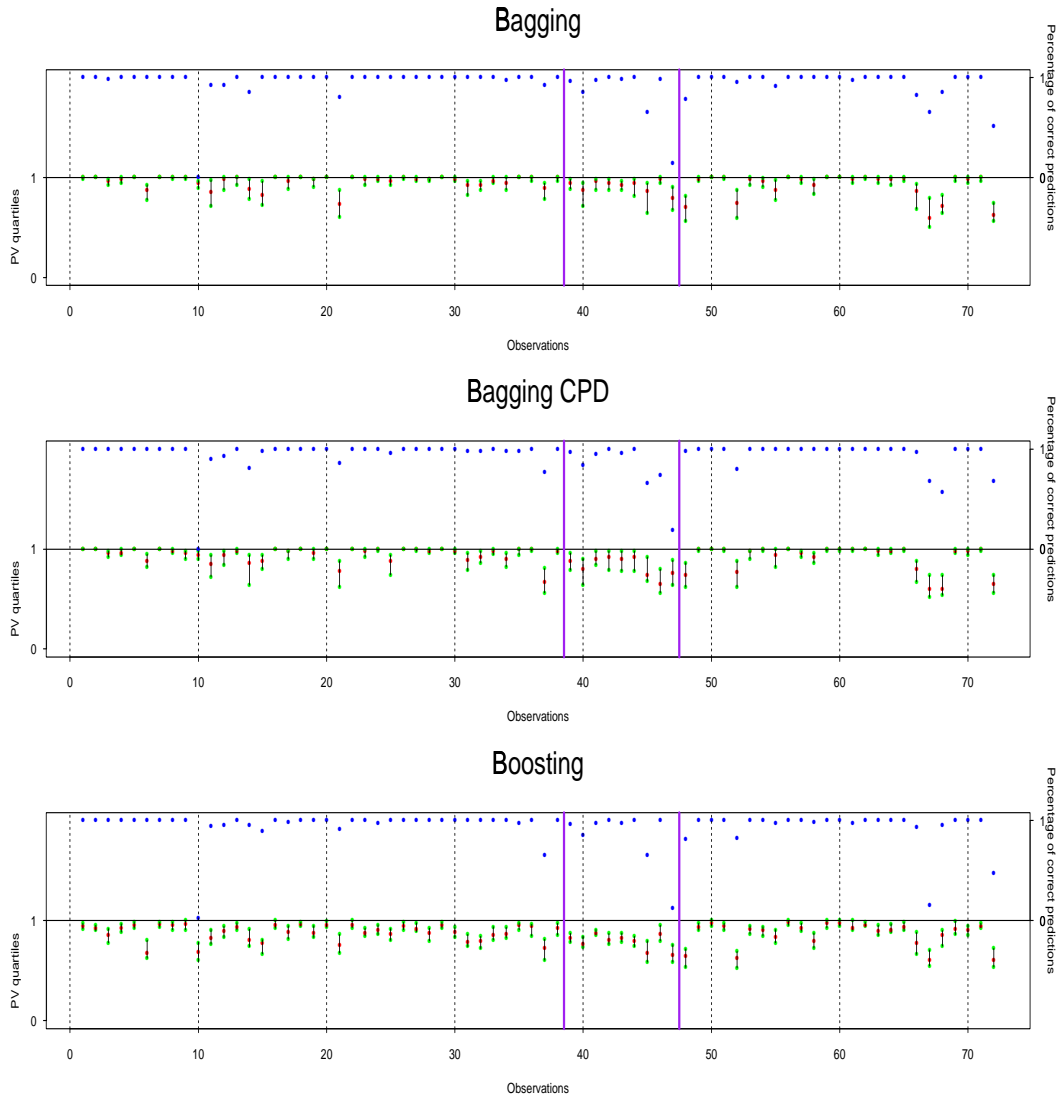 Bagging
Percentage of correct predictions
PV quartiles
1
0
1
0
0 10 20 30 40 50 60 70
Observations
Bagging CPD
Percentage of correct predictions
PV quartiles
1
0
1
0
0 10 20 30 40 50 60 70
Observations
Boosting
Percentage of correct predictions
PV quartiles
1
0
1
0
0 10 20 30 40 50 60 70
Observations